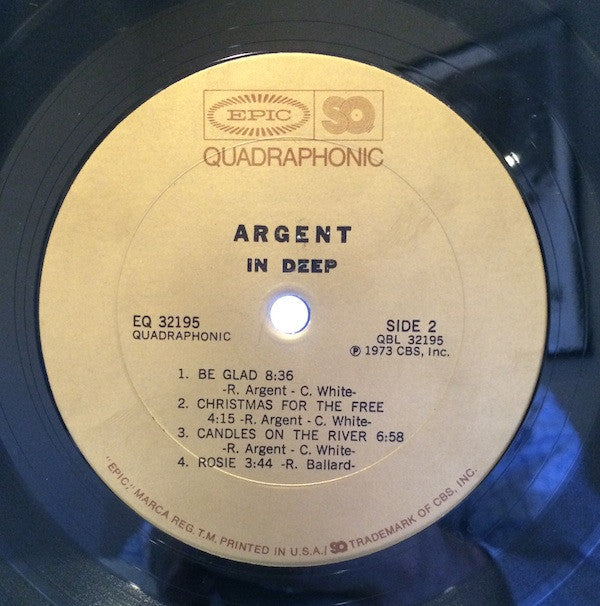 EPIC SQ
QUADRAPHONIC
ARGENT
IN DEEP
EQ 32195
QUADRAPHONIC
SIDE 2
QBL 32195
℗ 1973 CBS, Inc.
1. BE GLAD 8:36
-R. Argent - C. White-
2. CHRISTMAS FOR THE FREE
4:15 -R. Argent - C. White-
3. CANDLES ON THE RIVER 6:58
-R. Argent - C. White-
4. ROSIE 3:44 -R. Ballard-
"EPIC," MARCA REG. T.M. PRINTED IN U.S.A./ SQ TRADEMARK OF CBS, INC.